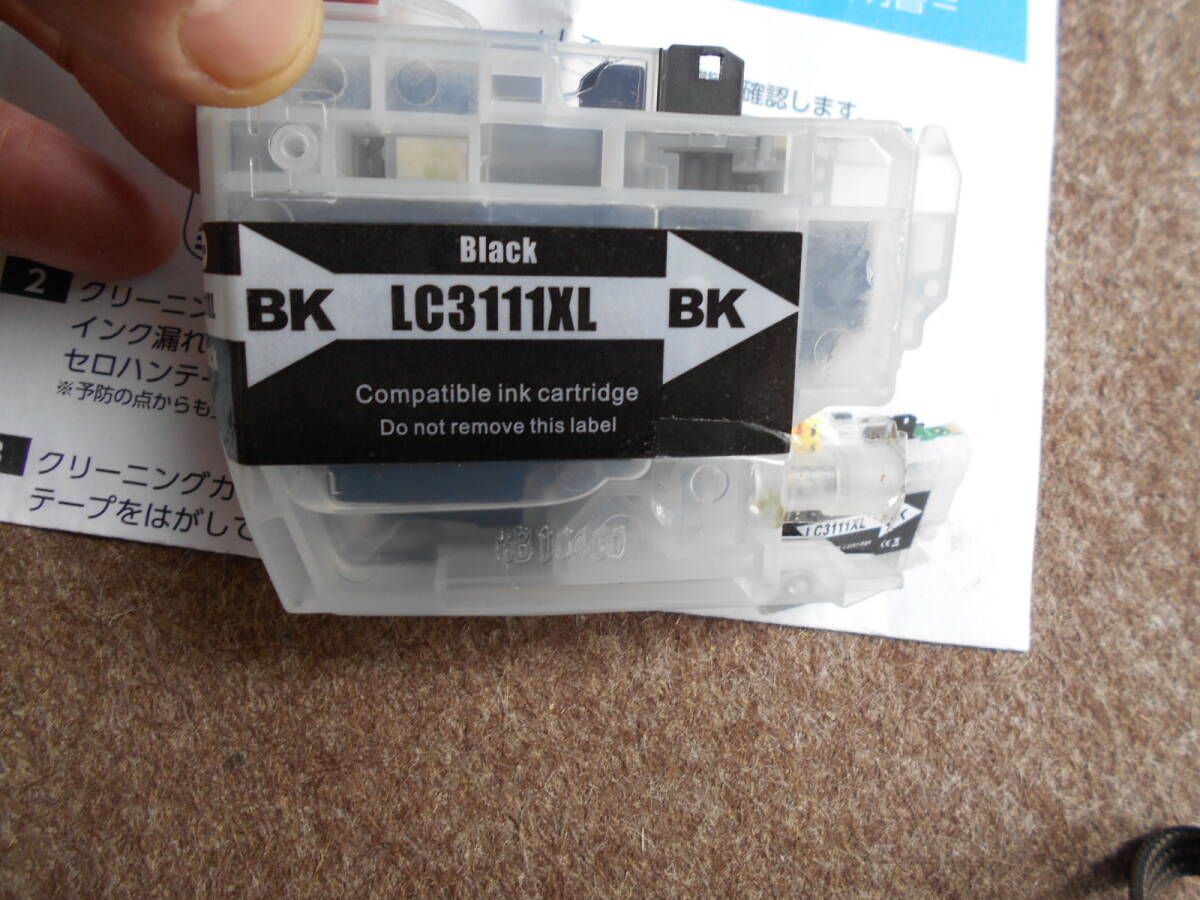 確認します。
Black
BK LC3111XL BK
Compatible ink cartridge
Do not remove this label
2 クリーニン
インク漏れ
セロハンテー
※予防の点からも
3 クリーニングカ
テープをはがして
LC3111XL